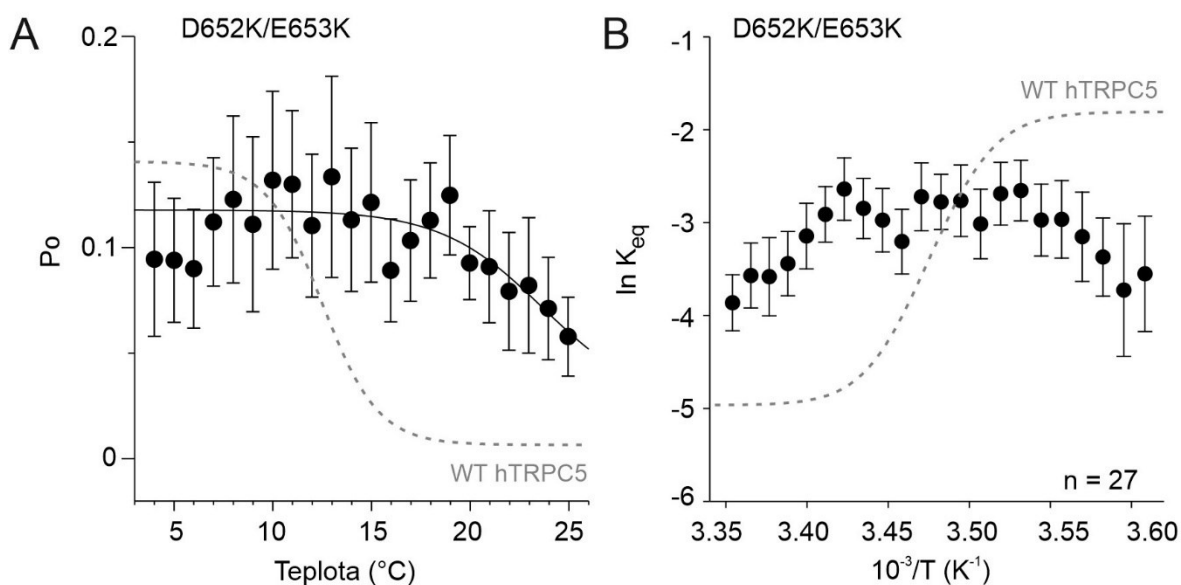 A
D652K/E653K
Po
0.2
0.1
0
WT hTRPC5
5
10
15
20
25
Teplota (°C)
B
D652K/E653K
ln Keq
-1
-2
-3
-4
-5
-6
WT hTRPC5
n = 27
3.35
3.40
3.45
3.50
3.55
3.60
10⁻³/T (K⁻¹)